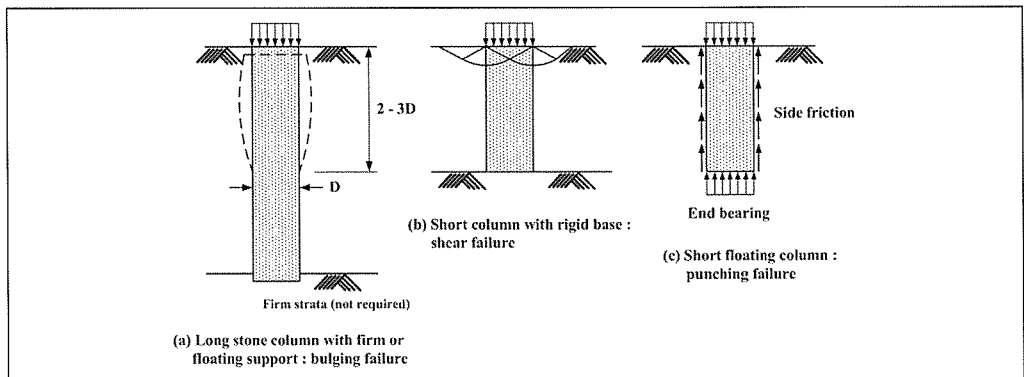 2 - 3D
D
Firm strata (not required)
(a) Long stone column with firm or
floating support : bulging failure
(b) Short column with rigid base :
shear failure
Side friction
End bearing
(c) Short floating column :
punching failure